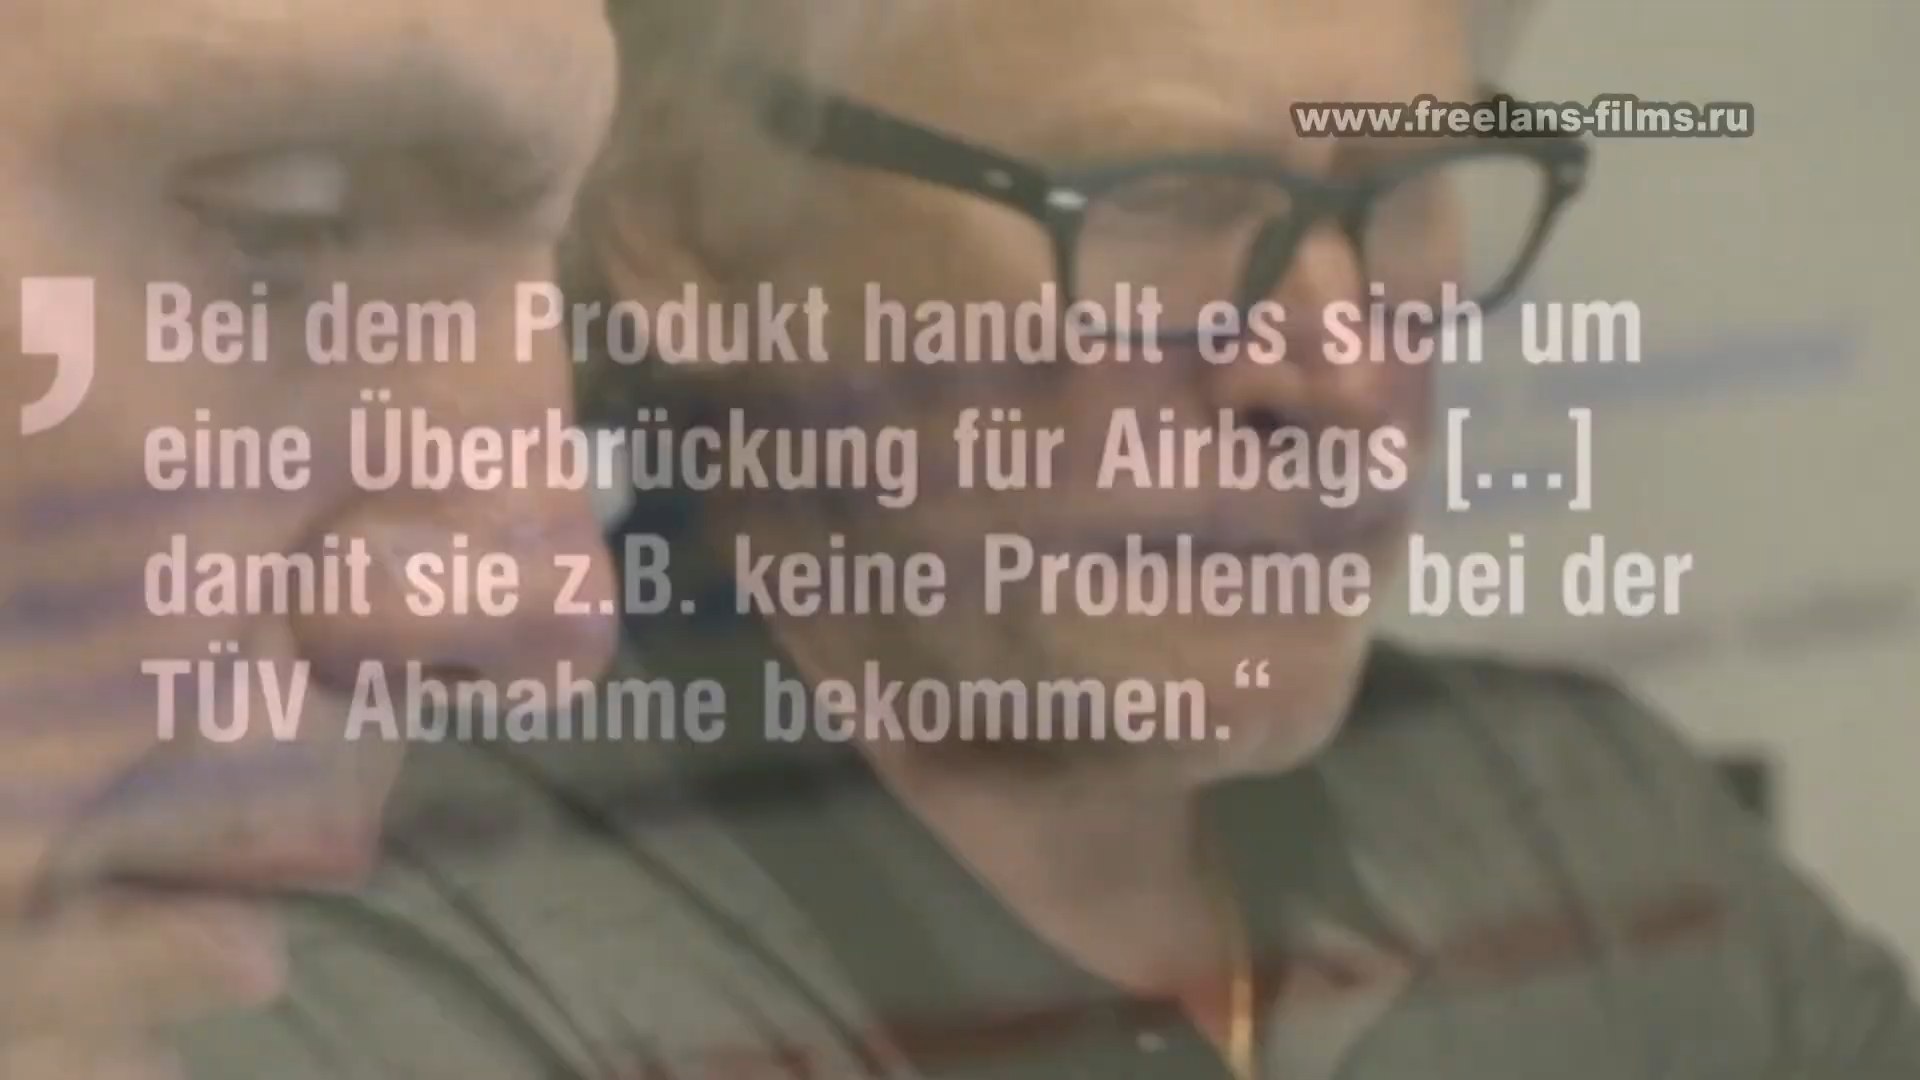 www.freelans-films.ru
‚Bei dem Produkt handelt es sich um
eine Überbrückung für Airbags [...]
damit sie z.B. keine Probleme bei der
TÜV Abnahme bekommen.“